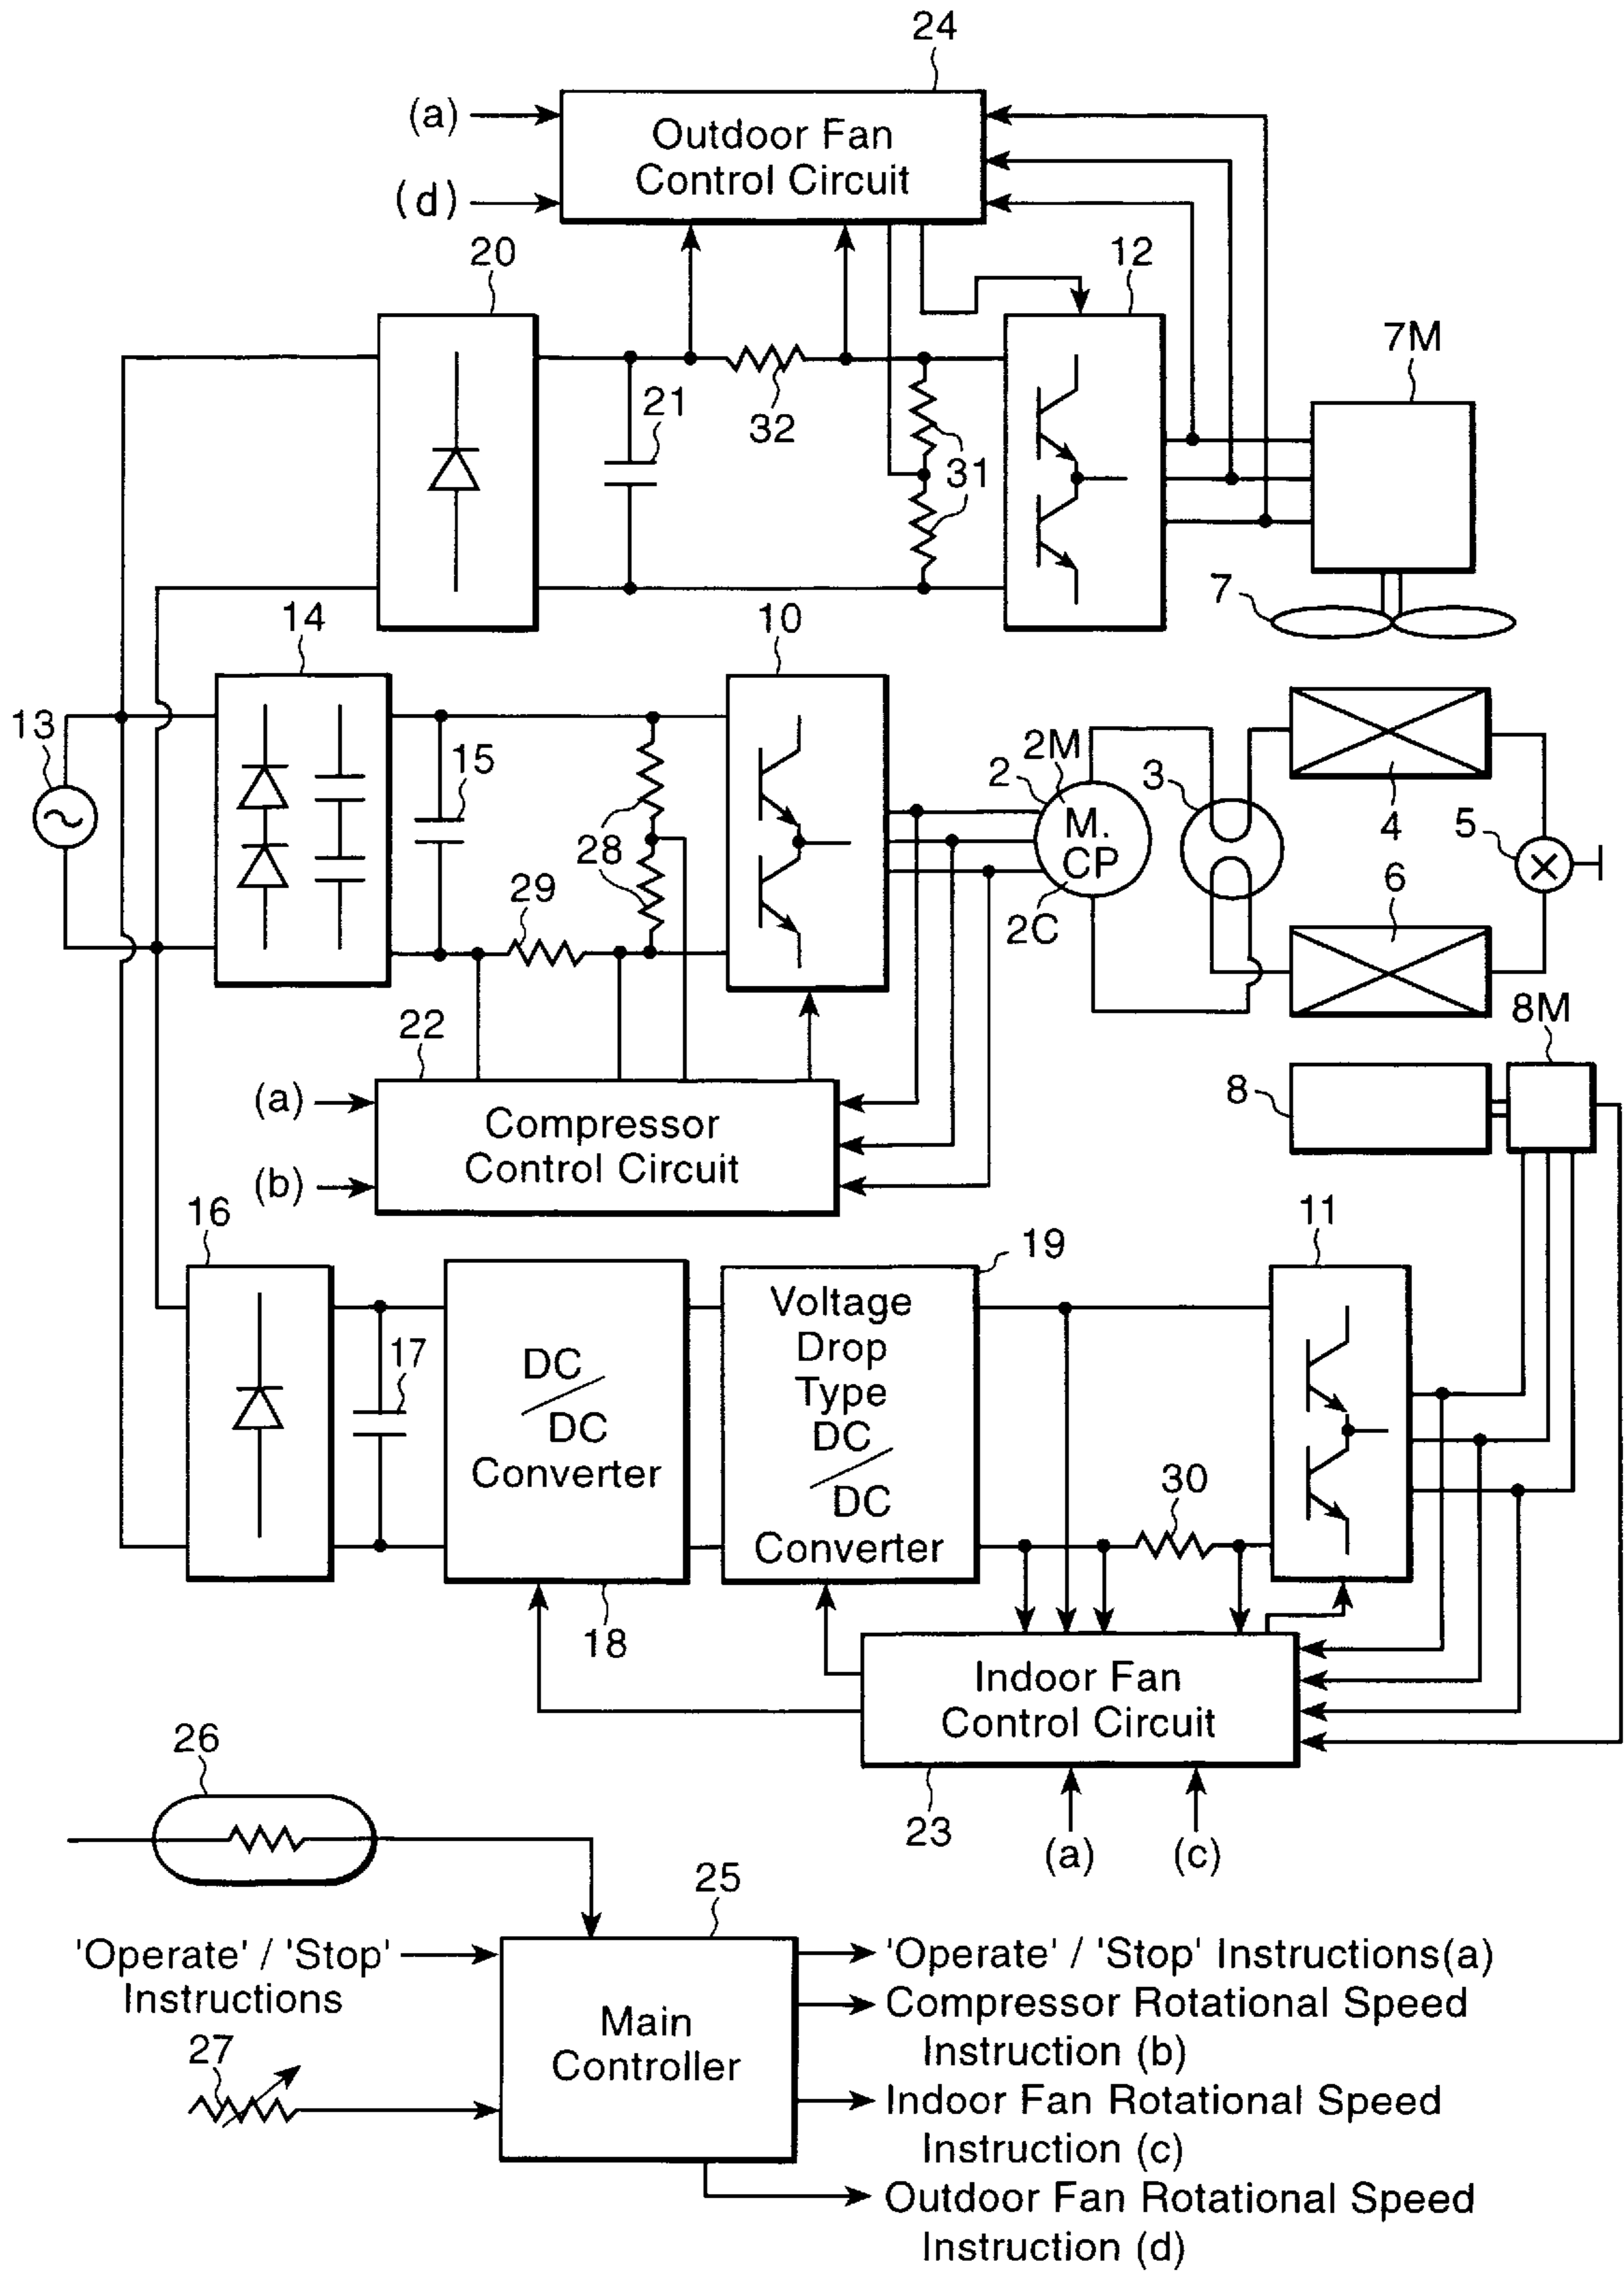 24
(a)
Outdoor Fan
Control Circuit
(d)
20
12
7M
21
32
31
7
14
10
13
15
2M
2
3
M.
CP
28
4
5
29
6
2C
8M
22
(a)
8
Compressor
Control Circuit
(b)
16
11
19
Voltage
Drop
Type
DC
/
DC
Converter
17
DC
/
DC
Converter
30
18
Indoor Fan
Control Circuit
26
23
(a)
(c)
25
'Operate' / 'Stop'
Instructions
27
Main
Controller
'Operate' / 'Stop' Instructions(a)
Compressor Rotational Speed
Instruction (b)
Indoor Fan Rotational Speed
Instruction (c)
Outdoor Fan Rotational Speed
Instruction (d)